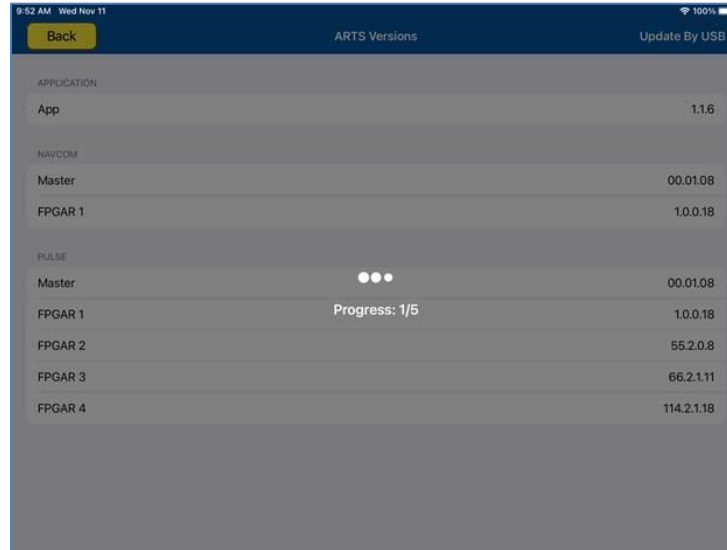 9:52 AM Wed Nov 11 100%
Back ARTS Versions Update By USB
APPLICATION
App 1.1.6
NAVCOM
Master 00.01.08
FPGAR 1 1.0.0.18
PULSE
Master 00.01.08
FPGAR 1 1.0.0.18
Progress: 1/5
FPGAR 2 55.2.0.8
FPGAR 3 66.2.1.11
FPGAR 4 114.2.1.18